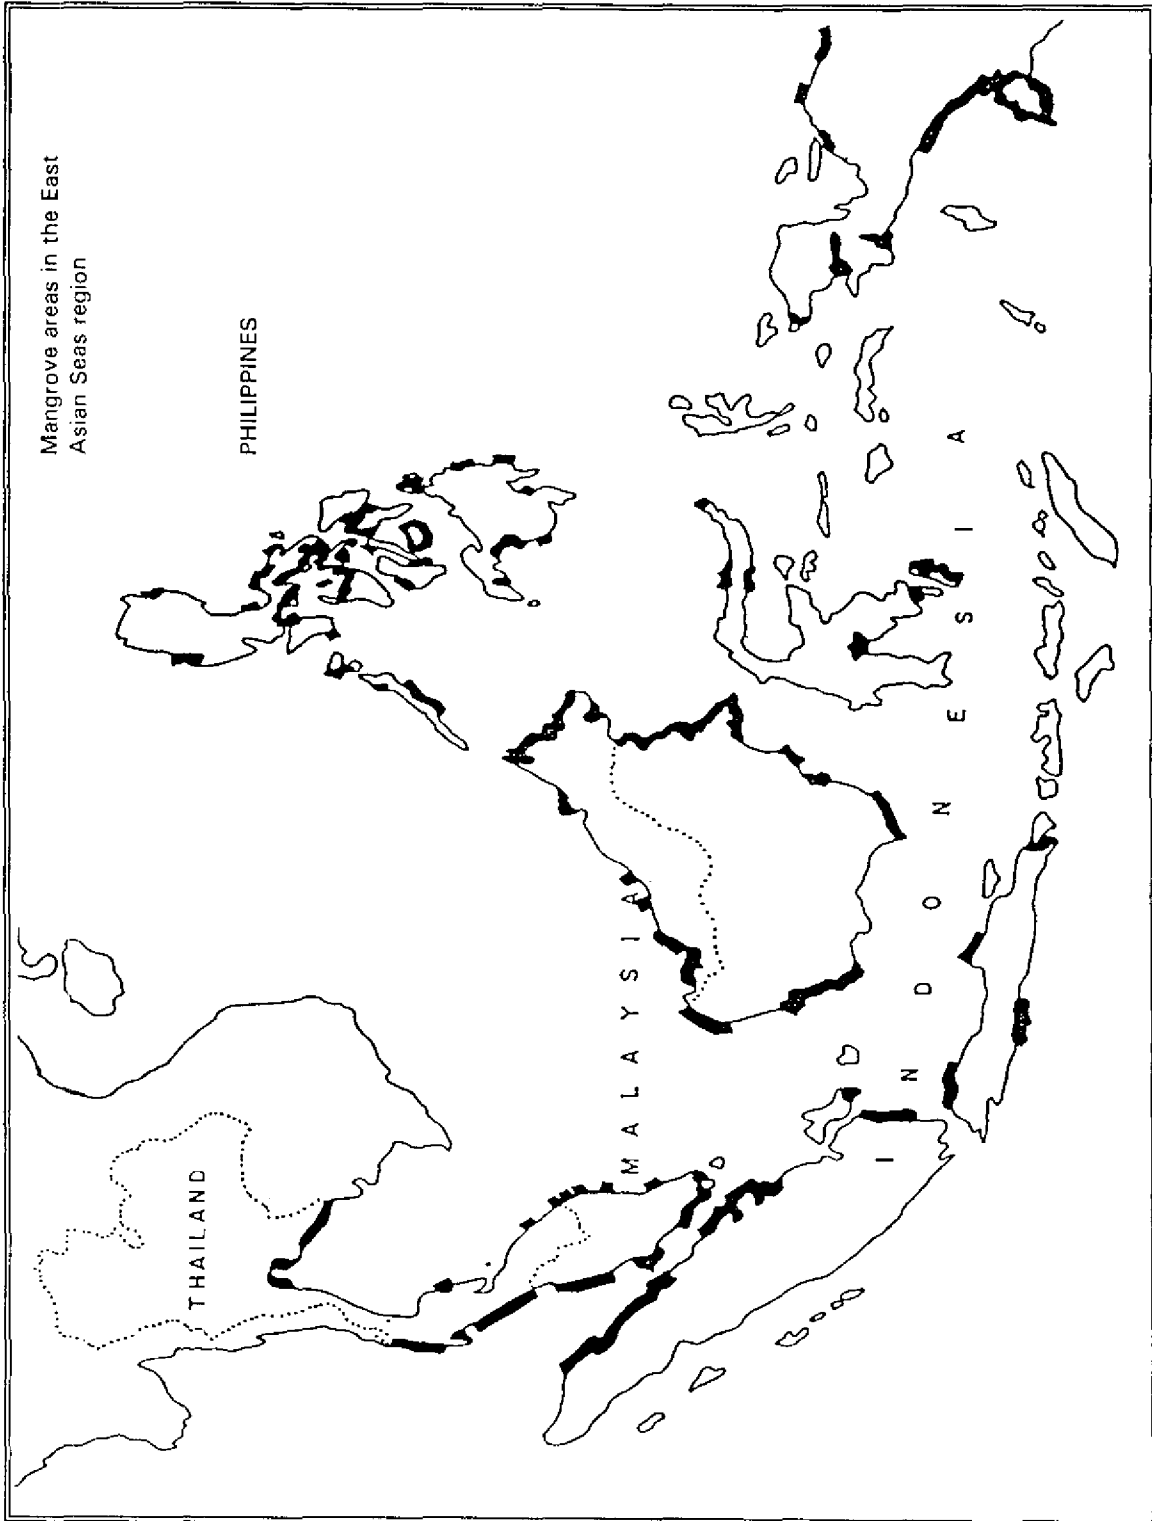 Mangrove areas in the East
Asian Seas region
PHILIPPINES
THAILAND
MALAYSIA
INDONESIA